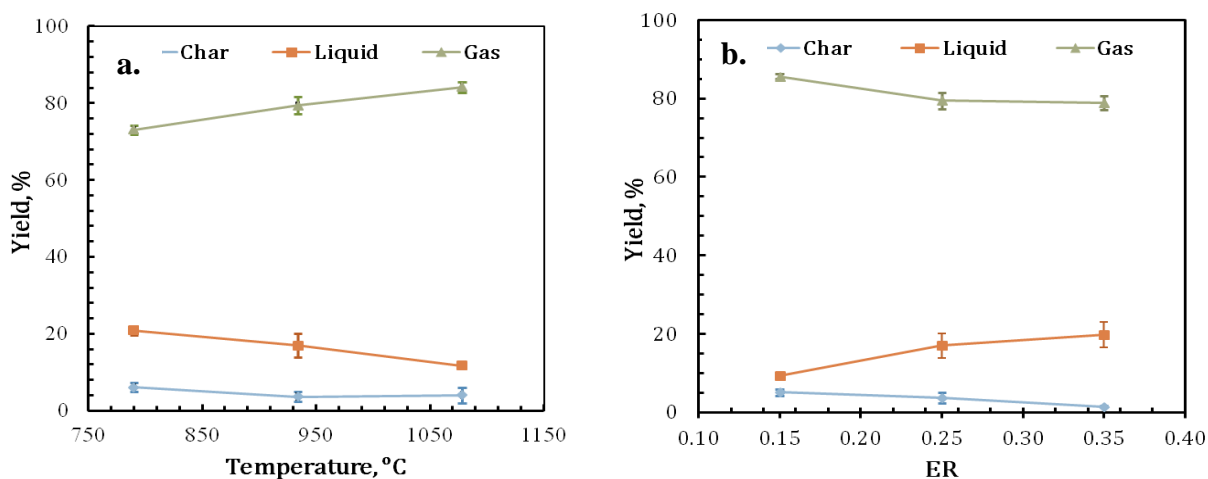 a.
Char Liquid Gas
100
80
60
40
20
0
Yield, %
750 850 950 1050 1150
Temperature, °C
b.
Char Liquid Gas
100
80
60
40
20
0
Yield, %
0.10 0.15 0.20 0.25 0.30 0.35 0.40
ER